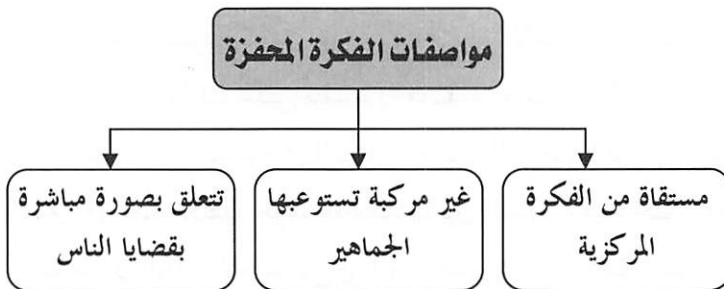 مواصفات الفكرة المحفزة
مستقاة من الفكرة
المركزية
غير مركبة تستوعبها
الجماهير
تتعلق بصورة مباشرة
بقضايا الناس